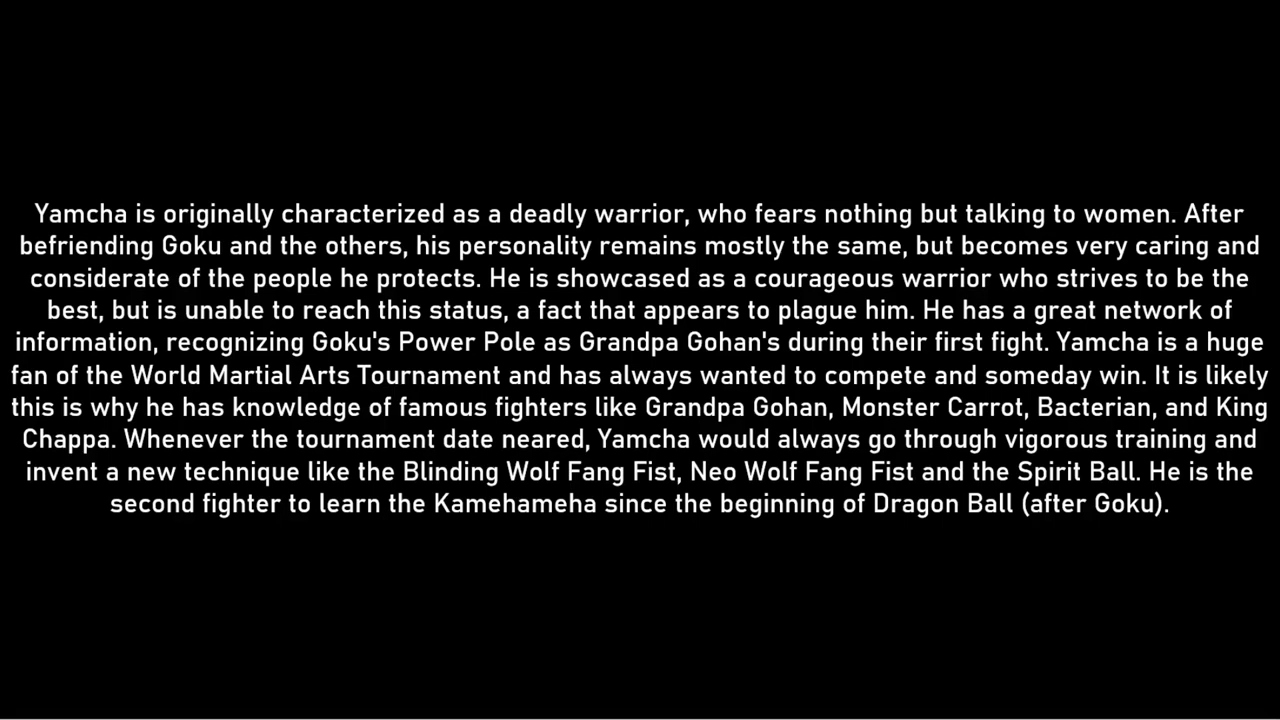 Yamcha is originally characterized as a deadly warrior, who fears nothing but talking to women. After
befriending Goku and the others, his personality remains mostly the same, but becomes very caring and
considerate of the people he protects. He is showcased as a courageous warrior who strives to be the
best, but is unable to reach this status, a fact that appears to plague him. He has a great network of
information, recognizing Goku's Power Pole as Grandpa Gohan's during their first fight. Yamcha is a huge
fan of the World Martial Arts Tournament and has always wanted to compete and someday win. It is likely
this is why he has knowledge of famous fighters like Grandpa Gohan, Monster Carrot, Bacterian, and King
Chappa. Whenever the tournament date neared, Yamcha would always go through vigorous training and
invent a new technique like the Blinding Wolf Fang Fist, Neo Wolf Fang Fist and the Spirit Ball. He is the
second fighter to learn the Kamehameha since the beginning of Dragon Ball (after Goku).